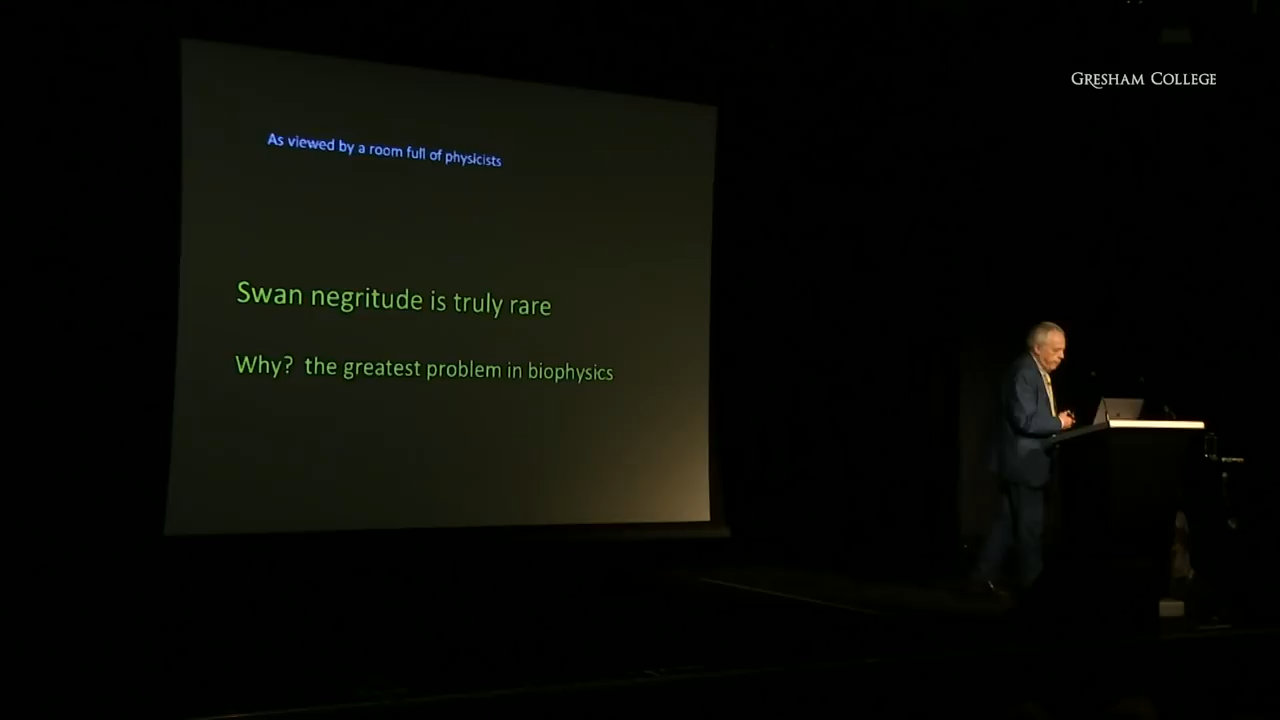 GRESHAM COLLEGE
As viewed by a room full of physicists
Swan negritude is truly rare
Why? the greatest problem in biophysics